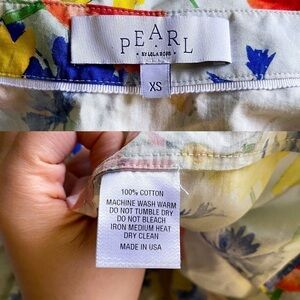 PEARL
BY LELA ROSE
XS
100% COTTON
MACHINE WASH WARM
DO NOT TUMBLE DRY
DO NOT BLEACH
IRON MEDIUM HEAT
DRY CLEAN
MADE IN USA